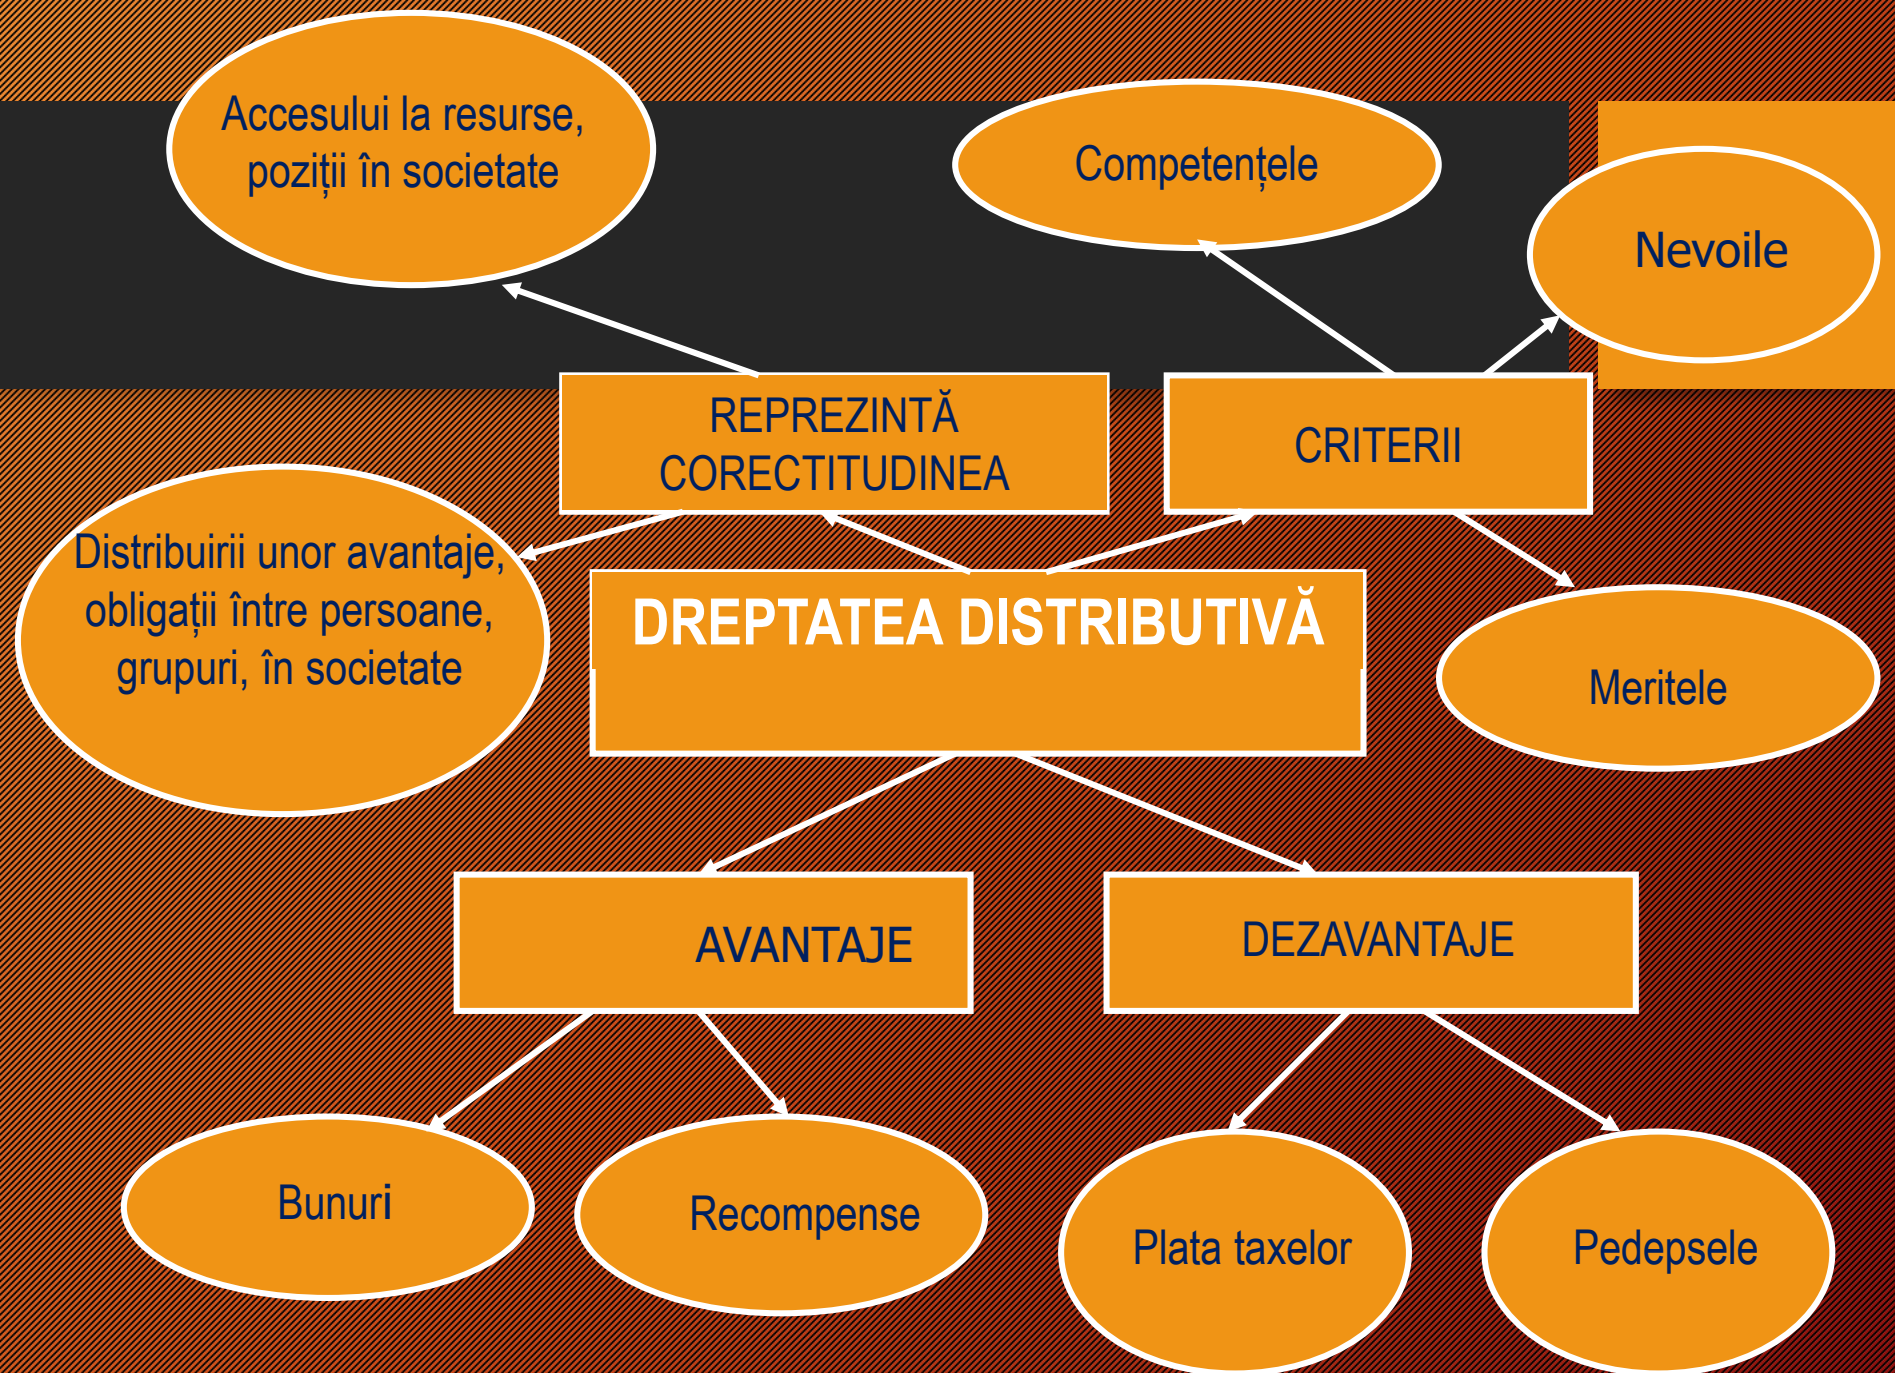 Accesului la resurse,
poziții în societate
Competențele
Nevoile
REPREZINTĂ
CORECTITUDINEA
CRITERII
Distribuirii unor avantaje,
obligații între persoane,
grupuri, în societate
DREPTATEA DISTRIBUTIVĂ
Meritele
AVANTAJE
DEZAVANTAJE
Bunuri
Recompense
Plata taxelor
Pedepsele